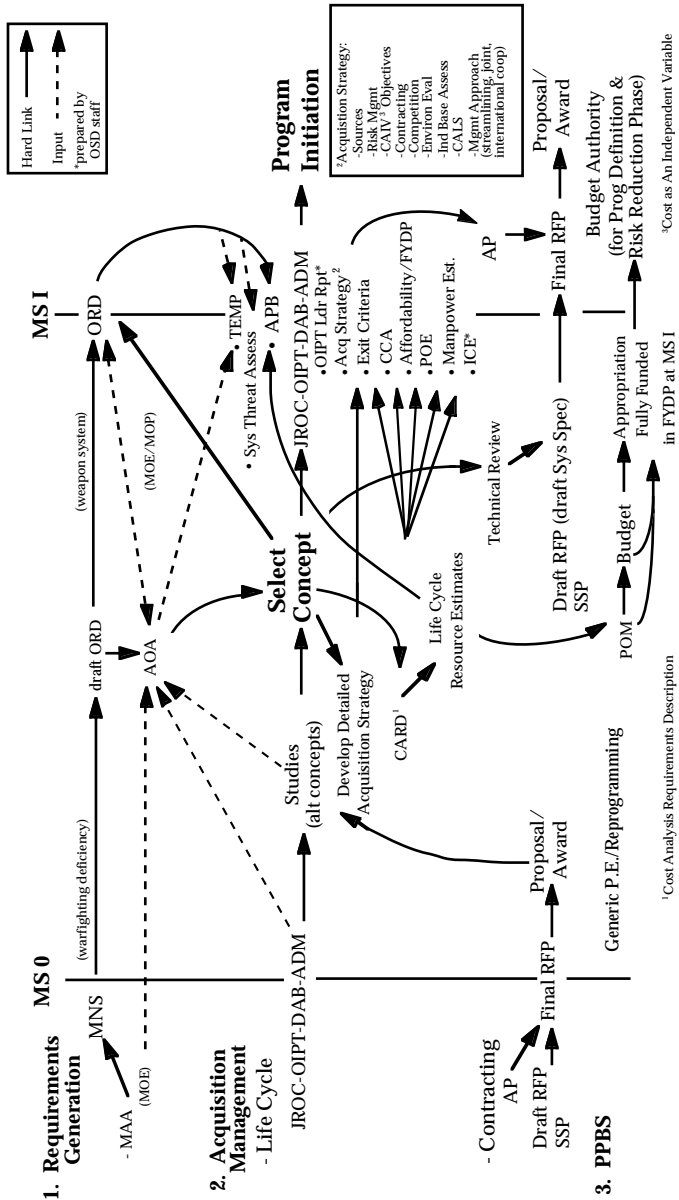 MS 0
MS I
Hard Link
Input
*prepared by
OSD staff
1. Requirements
Generation
MNS
(warfighting deficiency)
draft ORD
(weapon system)
ORD
- MAA
(MOE)
AOA
(MOE/MOP)
• TEMP
• Sys Threat Assess
• APB
2. Acquisition
Management
- Life Cycle
JROC-OIPT-DAB-ADM
Studies
(alt concepts)
Select
Concept
JROC-OIPT-DAB-ADM
Program
Initiation
•OIPT Ldr Rpt*
•Acq Strategy2
•Exit Criteria
•CCA
•Affordability/FYDP
•POE
•Manpower Est.
•ICE*
2Acquistion Strategy:
-Sources
-Risk Mgmt
-CAIV3 Objectives
-Contracting
-Competition
-Environ Eval
-Ind Base Assess
-CALS
-Mgmt Approach
(streamlining, joint,
international coop)
Develop Detailed
Acquisition Strategy
CARD1
Life Cycle
Resource Estimates
Technical Review
- Contracting
AP
Draft RFP
SSP
Final RFP
Proposal/
Award
Draft RFP (draft Sys Spec)
SSP
AP
Final RFP
Proposal/
Award
3. PPBS
Generic P.E./Reprogramming
POM
Budget
Appropriation
Fully Funded
in FYDP at MS I
Budget Authority
(for Prog Definition &
Risk Reduction Phase)
1Cost Analysis Requirements Description
3Cost as An Independent Variable